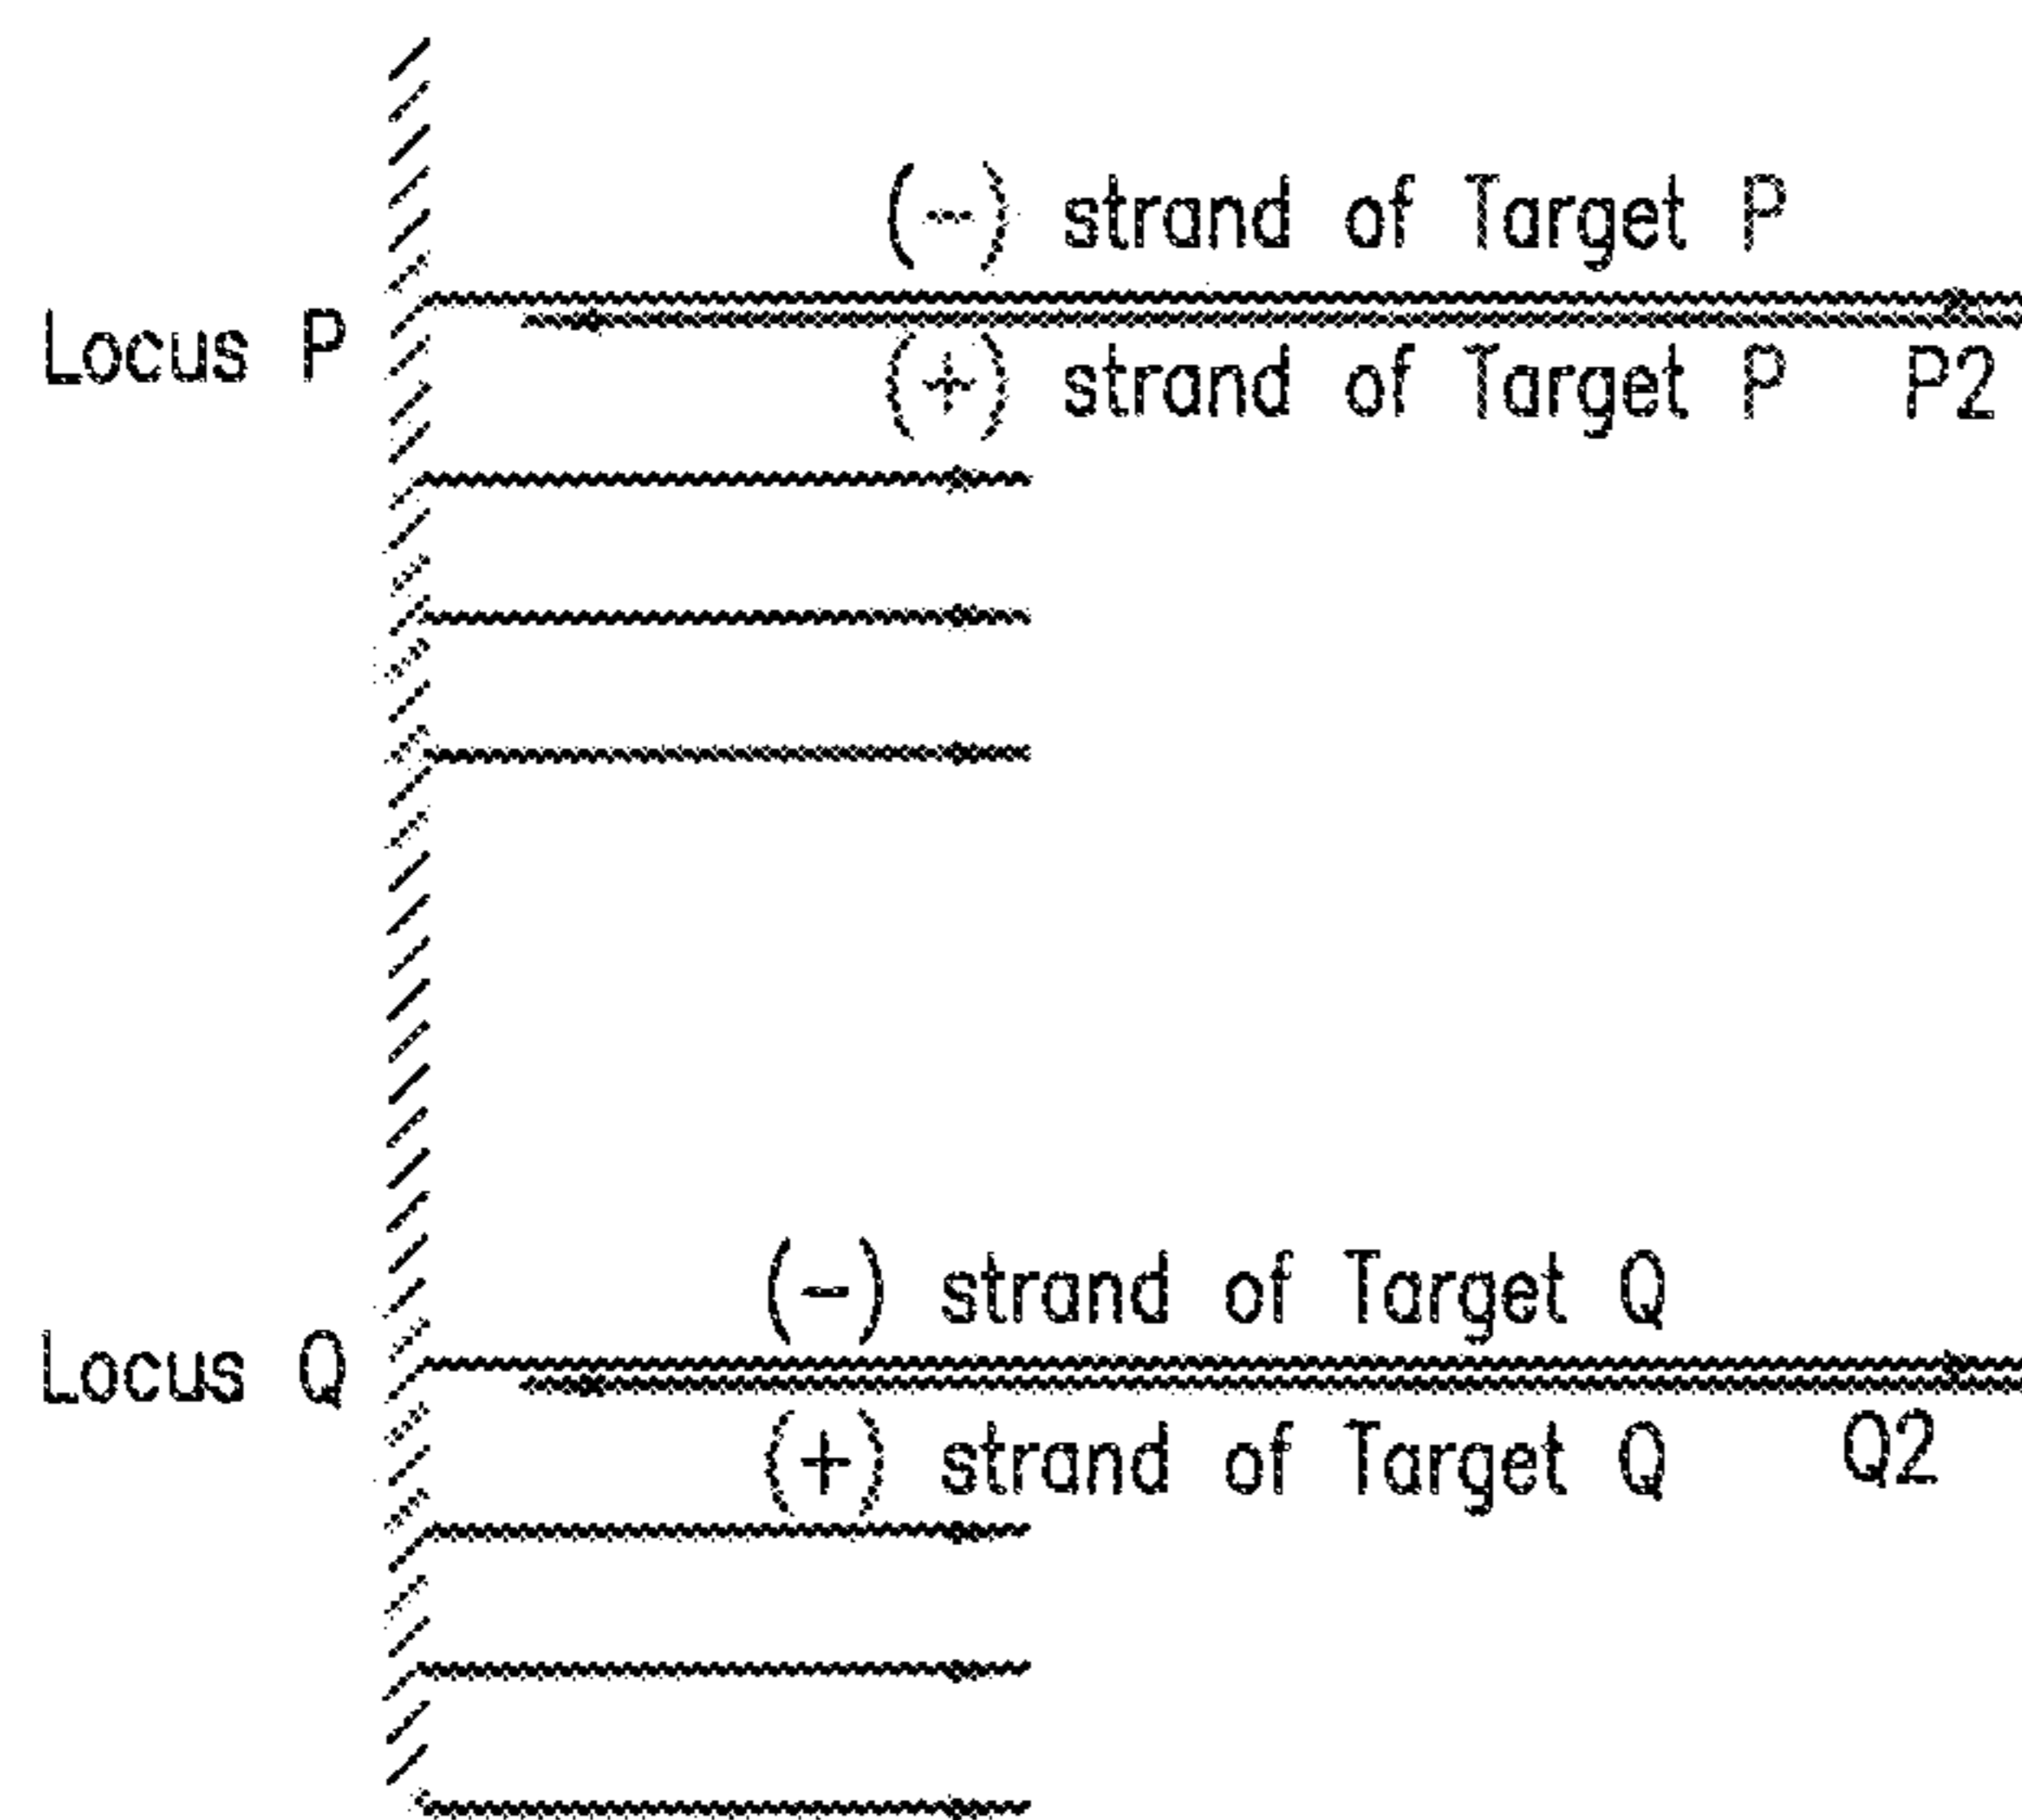 (-) strand of Target P
Locus P
(+) strand of Target P P2
(-) strand of Target Q
Locus Q
(+) strand of Target Q Q2